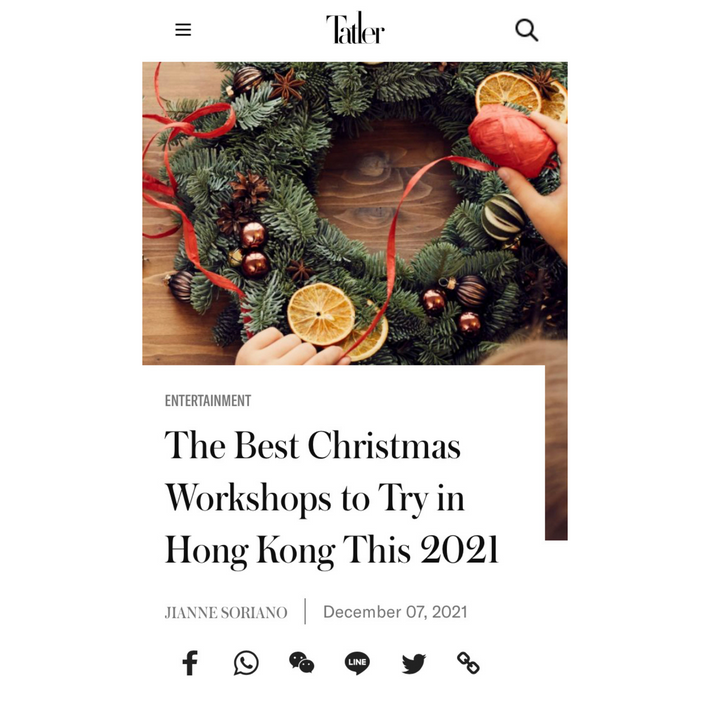 Tatler
ENTERTAINMENT
The Best Christmas
Workshops to Try in
Hong Kong This 2021
JIANNE SORIANO
December 07, 2021
LINE